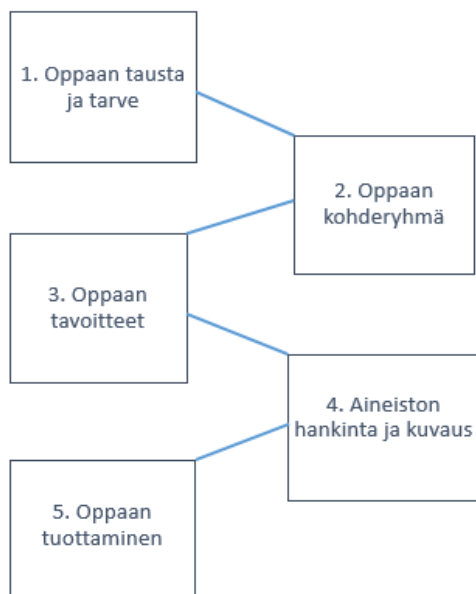 1. Oppaan tausta
ja tarve
2. Oppaan
kohderyhmä
3. Oppaan
tavoitteet
4. Aineiston
hankinta ja kuvaus
5. Oppaan
tuottaminen